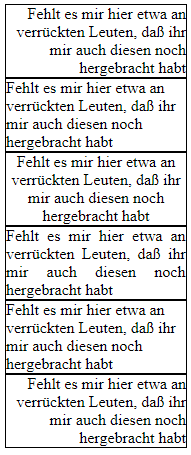 Fehlt es mir hier etwa an
verrückten Leuten, daß ihr
mir auch diesen noch
hergebracht habt
Fehlt es mir hier etwa an
verrückten Leuten, daß ihr
mir auch diesen noch
hergebracht habt
Fehlt es mir hier etwa an
verrückten Leuten, daß ihr
mir auch diesen noch
hergebracht habt
Fehlt es mir hier etwa an
verrückten Leuten, daß ihr
mir auch diesen noch
hergebracht habt
Fehlt es mir hier etwa an
verrückten Leuten, daß ihr
mir auch diesen noch
hergebracht habt
Fehlt es mir hier etwa an
verrückten Leuten, daß ihr
mir auch diesen noch
hergebracht habt